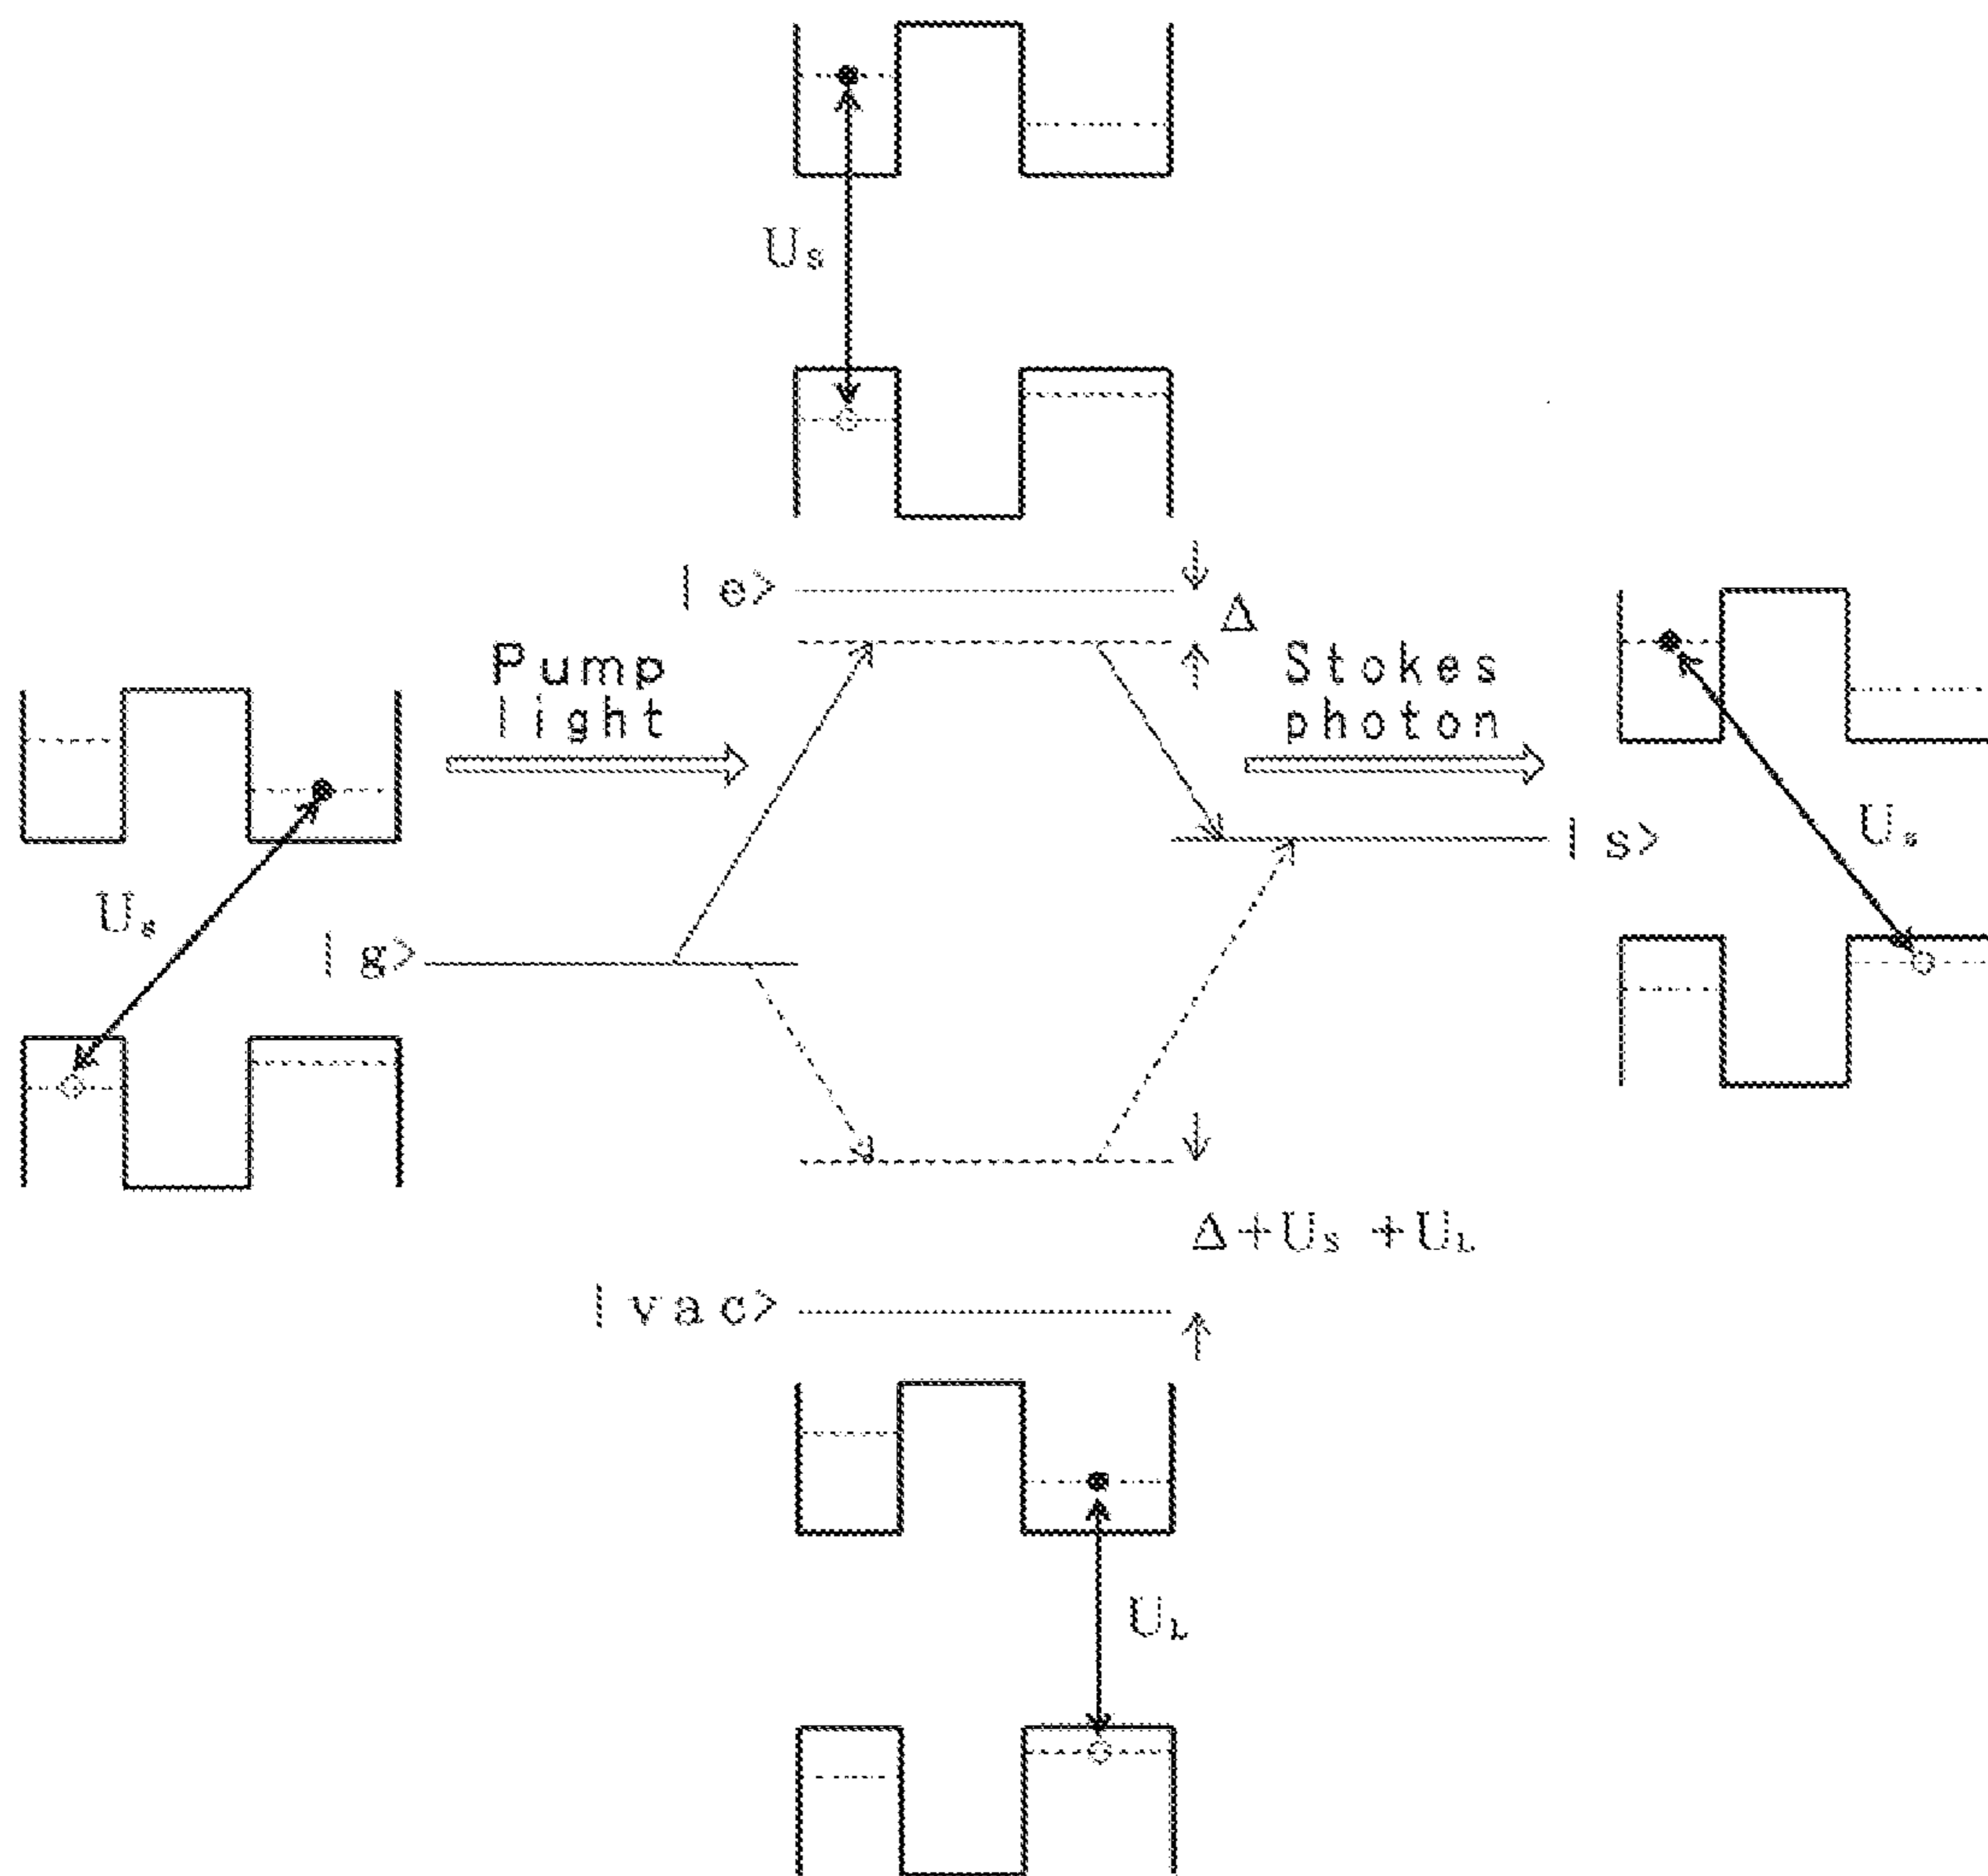 Us
| e>
Δ
Pump
light
Stokes
photon
Us
| g>
| s>
Us
Δ+Us +UL
| vac>
UL